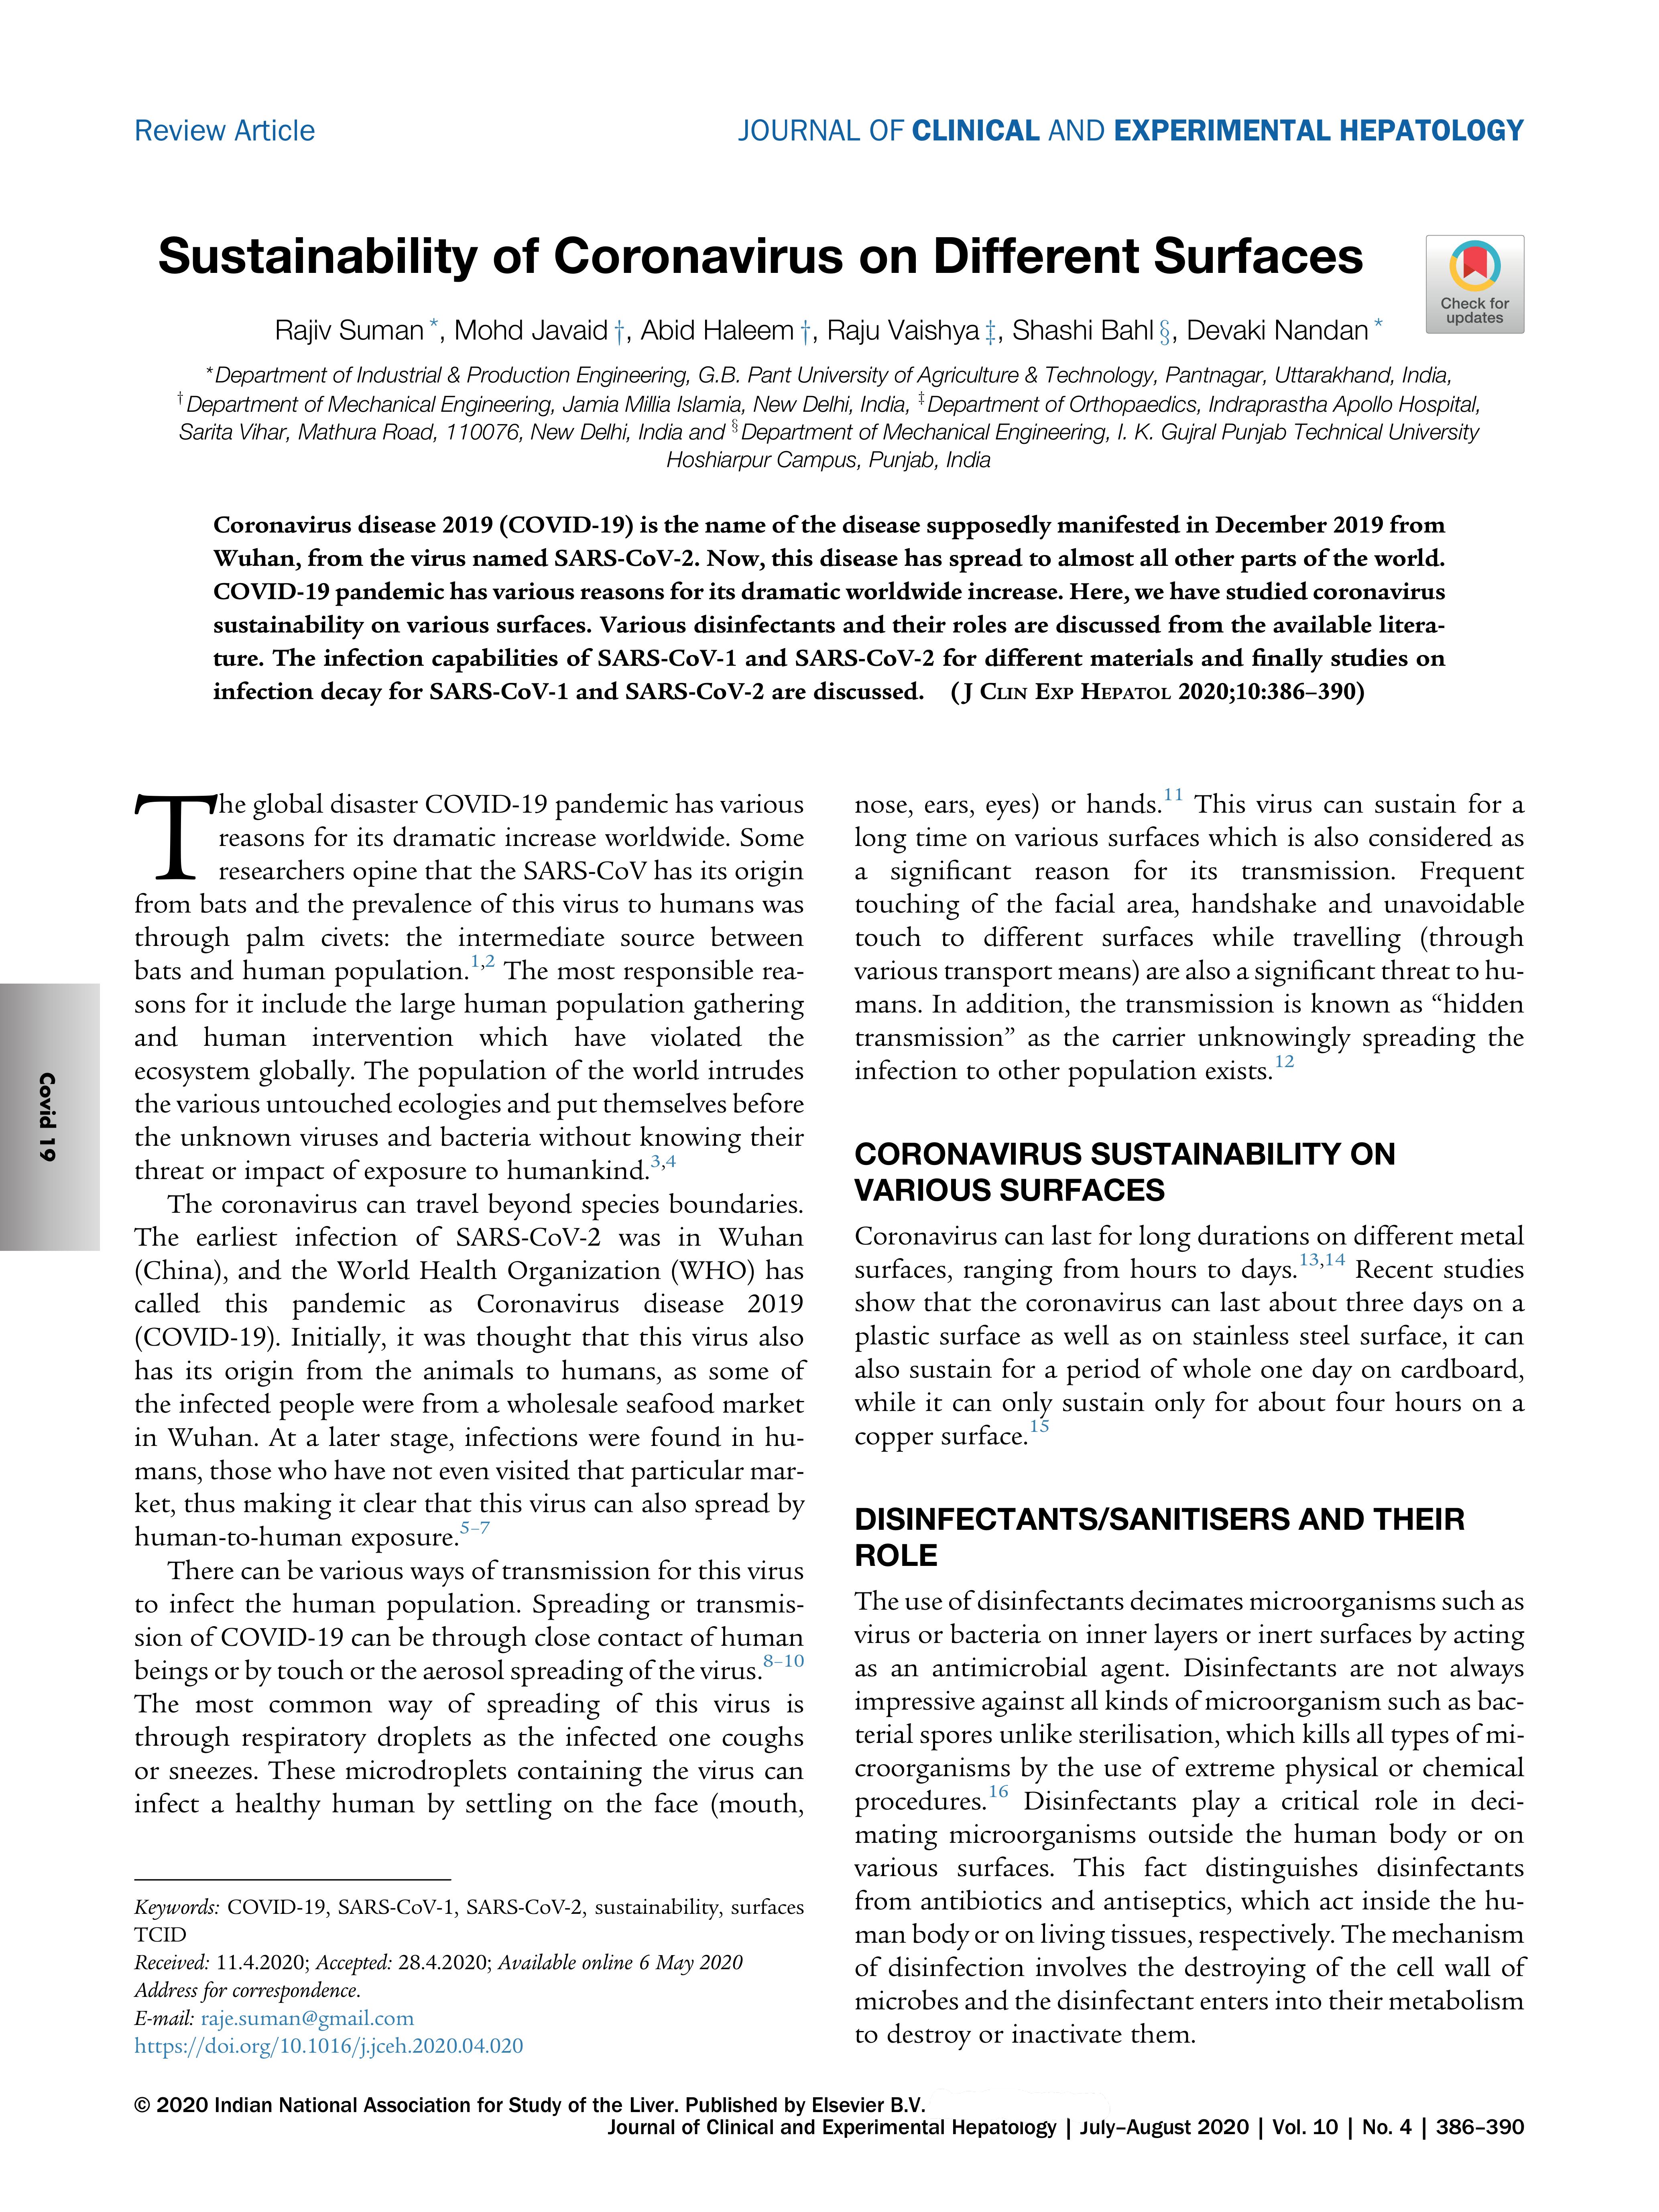 Review Article
JOURNAL OF CLINICAL AND EXPERIMENTAL HEPATOLOGY
Sustainability of Coronavirus on Different Surfaces
Check for
updates
Rajiv Suman *, Mohd Javaid †, Abid Haleem †, Raju Vaishya ‡, Shashi Bahl §, Devaki Nandan *
*Department of Industrial & Production Engineering, G.B. Pant University of Agriculture & Technology, Pantnagar, Uttarakhand, India,
†Department of Mechanical Engineering, Jamia Millia Islamia, New Delhi, India, ‡Department of Orthopaedics, Indraprastha Apollo Hospital,
Sarita Vihar, Mathura Road, 110076, New Delhi, India and §Department of Mechanical Engineering, I. K. Gujral Punjab Technical University
Hoshiarpur Campus, Punjab, India
Coronavirus disease 2019 (COVID-19) is the name of the disease supposedly manifested in December 2019 from
Wuhan, from the virus named SARS-CoV-2. Now, this disease has spread to almost all other parts of the world.
COVID-19 pandemic has various reasons for its dramatic worldwide increase. Here, we have studied coronavirus
sustainability on various surfaces. Various disinfectants and their roles are discussed from the available litera-
ture. The infection capabilities of SARS-CoV-1 and SARS-CoV-2 for different materials and finally studies on
infection decay for SARS-CoV-1 and SARS-CoV-2 are discussed. (J CLIN EXP HEPATOL 2020;10:386–390)
The global disaster COVID-19 pandemic has various
reasons for its dramatic increase worldwide. Some
researchers opine that the SARS-CoV has its origin
from bats and the prevalence of this virus to humans was
through palm civets: the intermediate source between
bats and human population.1,2 The most responsible rea-
sons for it include the large human population gathering
and human intervention which have violated the
ecosystem globally. The population of the world intrudes
the various untouched ecologies and put themselves before
the unknown viruses and bacteria without knowing their
threat or impact of exposure to humankind.3,4
The coronavirus can travel beyond species boundaries.
The earliest infection of SARS-CoV-2 was in Wuhan
(China), and the World Health Organization (WHO) has
called this pandemic as Coronavirus disease 2019
(COVID-19). Initially, it was thought that this virus also
has its origin from the animals to humans, as some of
the infected people were from a wholesale seafood market
in Wuhan. At a later stage, infections were found in hu-
mans, those who have not even visited that particular mar-
ket, thus making it clear that this virus can also spread by
human-to-human exposure.5–7
There can be various ways of transmission for this virus
to infect the human population. Spreading or transmis-
sion of COVID-19 can be through close contact of human
beings or by touch or the aerosol spreading of the virus.8–10
The most common way of spreading of this virus is
through respiratory droplets as the infected one coughs
or sneezes. These microdroplets containing the virus can
infect a healthy human by settling on the face (mouth,
Keywords: COVID-19, SARS-CoV-1, SARS-CoV-2, sustainability, surfaces
TCID
Received: 11.4.2020; Accepted: 28.4.2020; Available online 6 May 2020
Address for correspondence.
E-mail: raje.suman@gmail.com
https://doi.org/10.1016/j.jceh.2020.04.020
nose, ears, eyes) or hands.11 This virus can sustain for a
long time on various surfaces which is also considered as
a significant reason for its transmission. Frequent
touching of the facial area, handshake and unavoidable
touch to different surfaces while travelling (through
various transport means) are also a significant threat to hu-
mans. In addition, the transmission is known as “hidden
transmission” as the carrier unknowingly spreading the
infection to other population exists.12
CORONAVIRUS SUSTAINABILITY ON
VARIOUS SURFACES
Coronavirus can last for long durations on different metal
surfaces, ranging from hours to days.13,14 Recent studies
show that the coronavirus can last about three days on a
plastic surface as well as on stainless steel surface, it can
also sustain for a period of whole one day on cardboard,
while it can only sustain only for about four hours on a
copper surface.15
DISINFECTANTS/SANITISERS AND THEIR
ROLE
The use of disinfectants decimates microorganisms such as
virus or bacteria on inner layers or inert surfaces by acting
as an antimicrobial agent. Disinfectants are not always
impressive against all kinds of microorganism such as bac-
terial spores unlike sterilisation, which kills all types of mi-
croorganisms by the use of extreme physical or chemical
procedures.16 Disinfectants play a critical role in deci-
mating microorganisms outside the human body or on
various surfaces. This fact distinguishes disinfectants
from antibiotics and antiseptics, which act inside the hu-
man body or on living tissues, respectively. The mechanism
of disinfection involves the destroying of the cell wall of
microbes and the disinfectant enters into their metabolism
to destroy or inactivate them.
Covid 19
© 2020 Indian National Association for Study of the Liver. Published by Elsevier B.V.
Journal of Clinical and Experimental Hepatology | July–August 2020 | Vol. 10 | No. 4 | 386–390